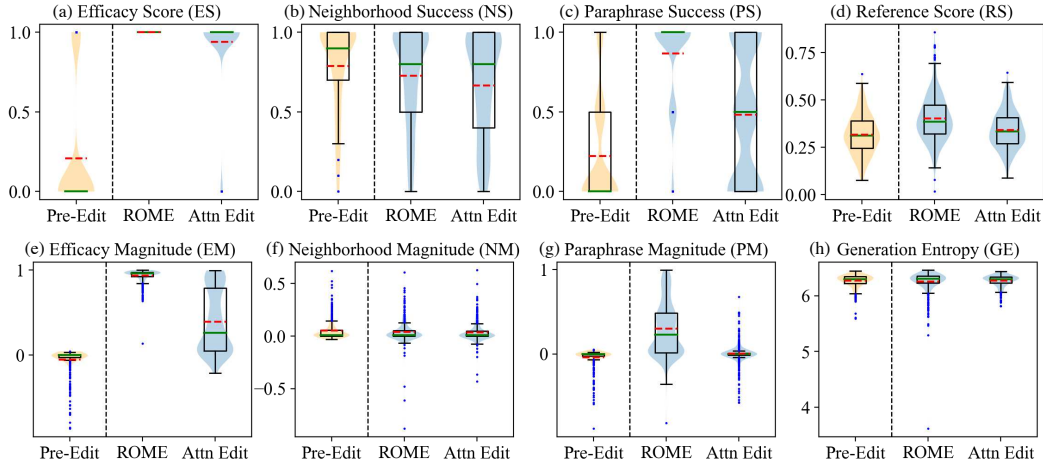 (a) Efficacy Score (ES)
1.0
0.5
0.0
Pre-Edit ROME Attn Edit
(b) Neighborhood Success (NS)
1.0
0.5
0.0
Pre-Edit ROME Attn Edit
(c) Paraphrase Success (PS)
1.0
0.5
0.0
Pre-Edit ROME Attn Edit
(d) Reference Score (RS)
0.75
0.50
0.25
0.00
Pre-Edit ROME Attn Edit
(e) Efficacy Magnitude (EM)
1
0
Pre-Edit ROME Attn Edit
(f) Neighborhood Magnitude (NM)
0.5
0.0
−0.5
Pre-Edit ROME Attn Edit
(g) Paraphrase Magnitude (PM)
1
0
Pre-Edit ROME Attn Edit
(h) Generation Entropy (GE)
6
5
4
Pre-Edit ROME Attn Edit